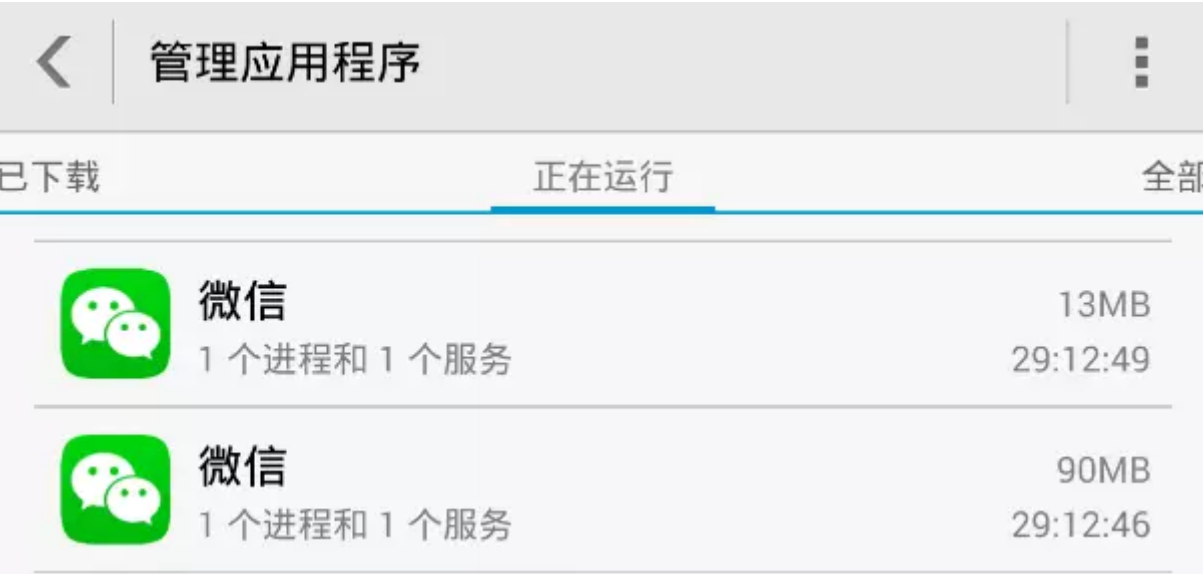 管理应用程序
已下载 正在运行 全部
微信 13MB
1 个进程和 1 个服务 29:12:49
微信 90MB
1 个进程和 1 个服务 29:12:46